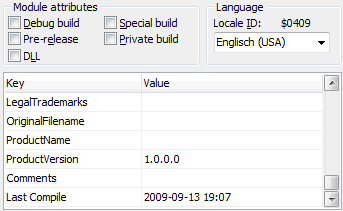 Module attributes
Debug build
Special build
Pre-release
Private build
DLL
Language
Locale ID: $0409
Englisch (USA)
Key Value
LegalTrademarks
OriginalFilename
ProductName
ProductVersion 1.0.0.0
Comments
Last Compile 2009-09-13 19:07